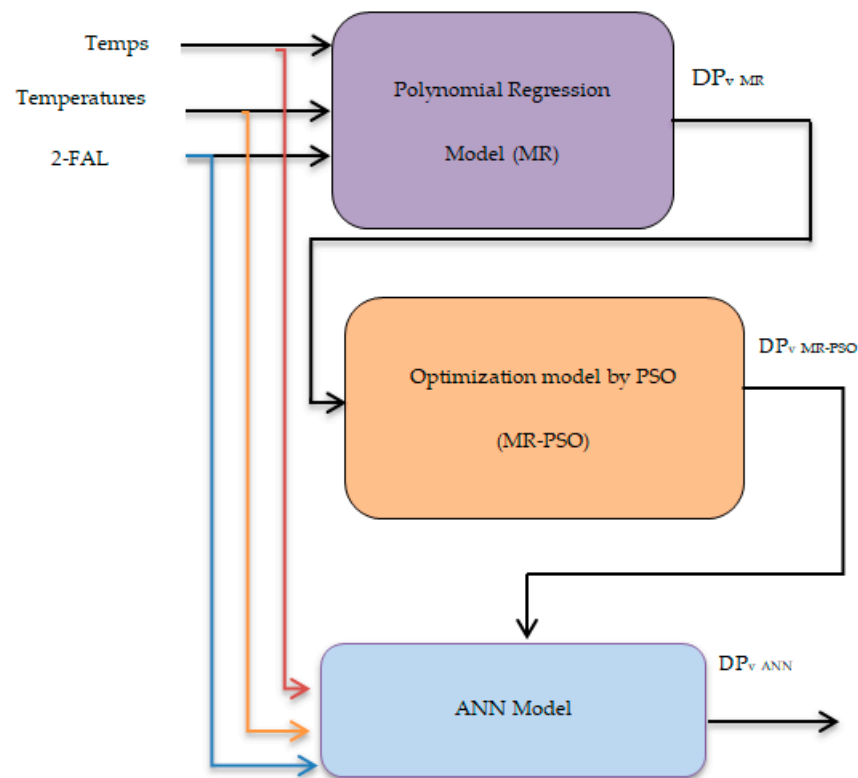 Temps
Temperatures
2-FAL
Polynomial Regression
Model (MR)
DPv MR
Optimization model by PSO
(MR-PSO)
DPv MR-PSO
ANN Model
DPv ANN